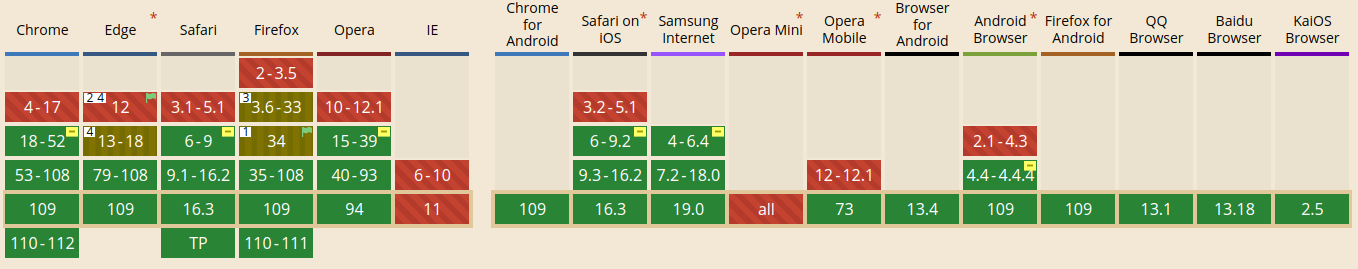 Chrome
Edge *
Safari
Firefox
Opera
IE
Chrome
for
Android
Safari on *
iOS
Samsung
Internet
Opera Mini *
Opera *
Mobile
Browser
for
Android
Android *
Browser
Firefox for
Android
QQ
Browser
Baidu
Browser
KaiOS
Browser
2-3.5
4-17
2 4 12
3.1-5.1
3 3.6-33
10-12.1
3.2-5.1
18-52
4 13-18
6-9
1 34
15-39
6-9.2
4-6.4
2.1-4.3
53-108
79-108
9.1-16.2
35-108
40-93
6-10
9.3-16.2
7.2-18.0
12-12.1
4.4-4.4.4
109
109
16.3
109
94
11
109
16.3
19.0
all
73
13.4
109
109
13.1
13.18
2.5
110-112
TP
110-111